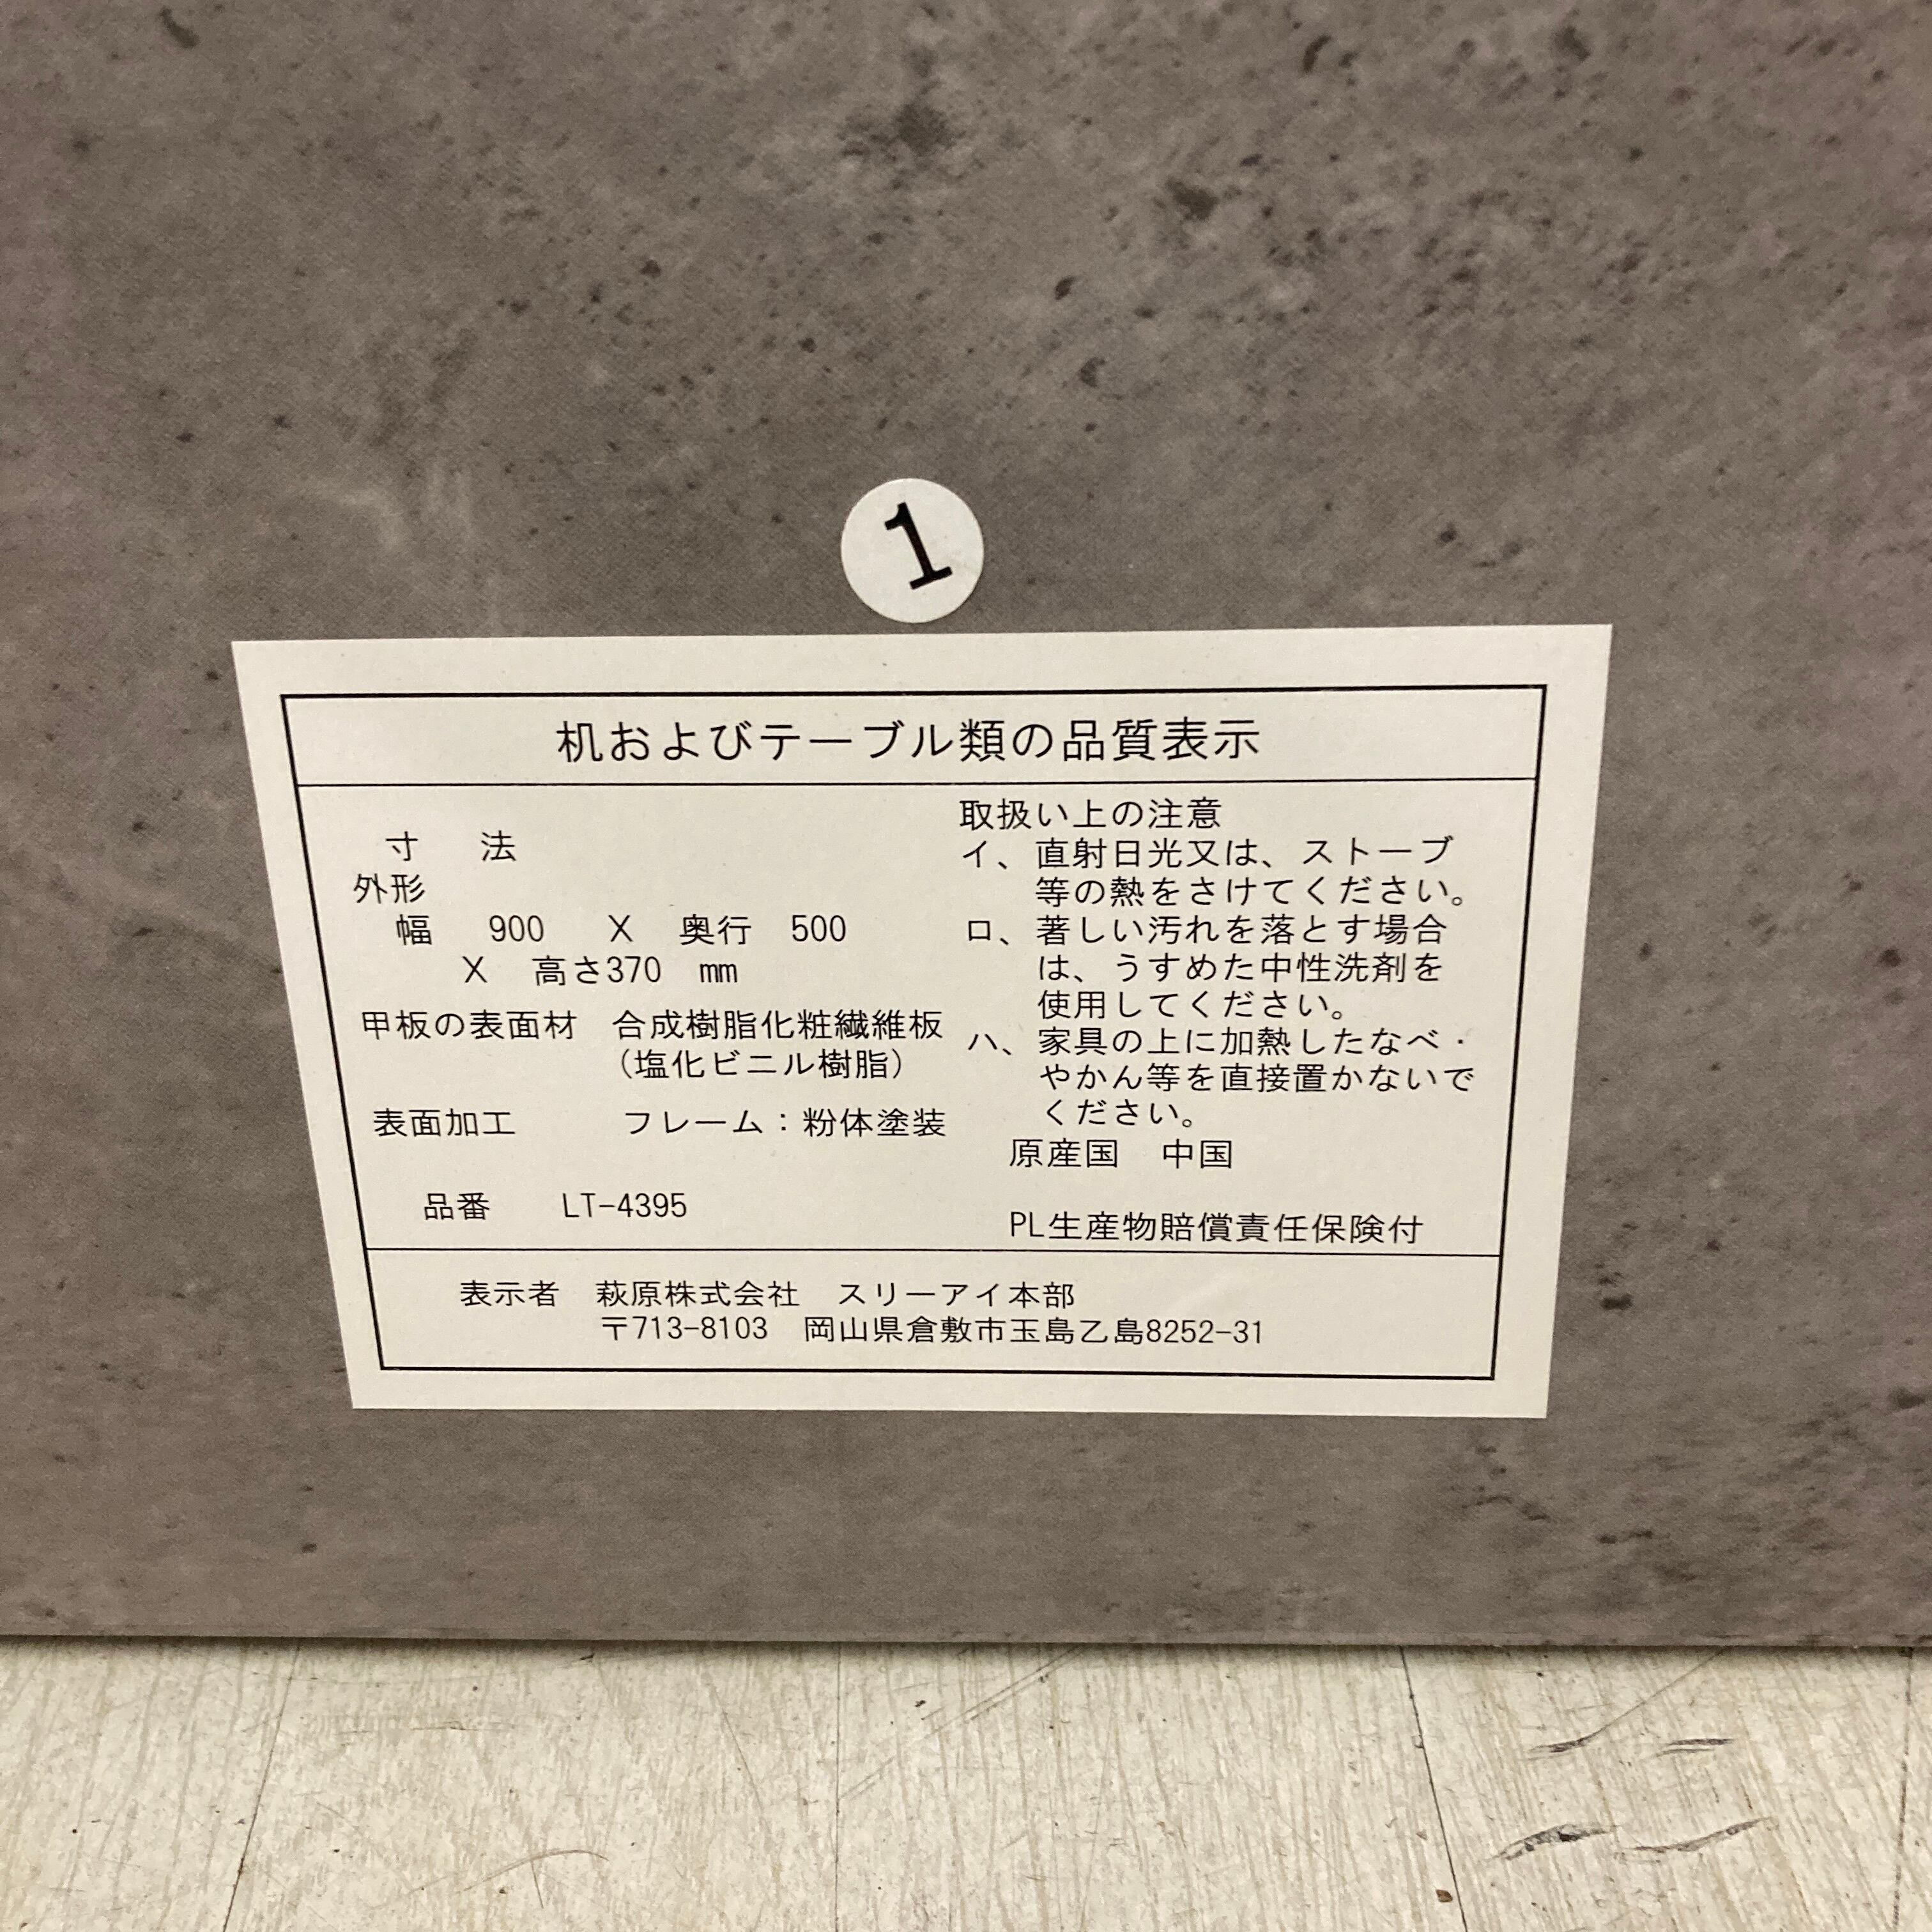 1
机およびテーブル類の品質表示
寸　法
外形
幅　900　X　奥行　500
X　高さ370　mm
甲板の表面材　合成樹脂化粧繊維板
(塩化ビニル樹脂)
表面加工　フレーム：粉体塗装
品番　LT-4395
取扱い上の注意
イ、直射日光又は、ストーブ
等の熱をさけてください。
ロ、著しい汚れを落とす場合
は、うすめた中性洗剤を
使用してください。
ハ、家具の上に加熱したなべ・
やかん等を直接置かないで
ください。
原産国　中国
PL生産物賠償責任保険付
表示者　萩原株式会社　スリーアイ本部
〒713-8103　岡山県倉敷市玉島乙島8252-31